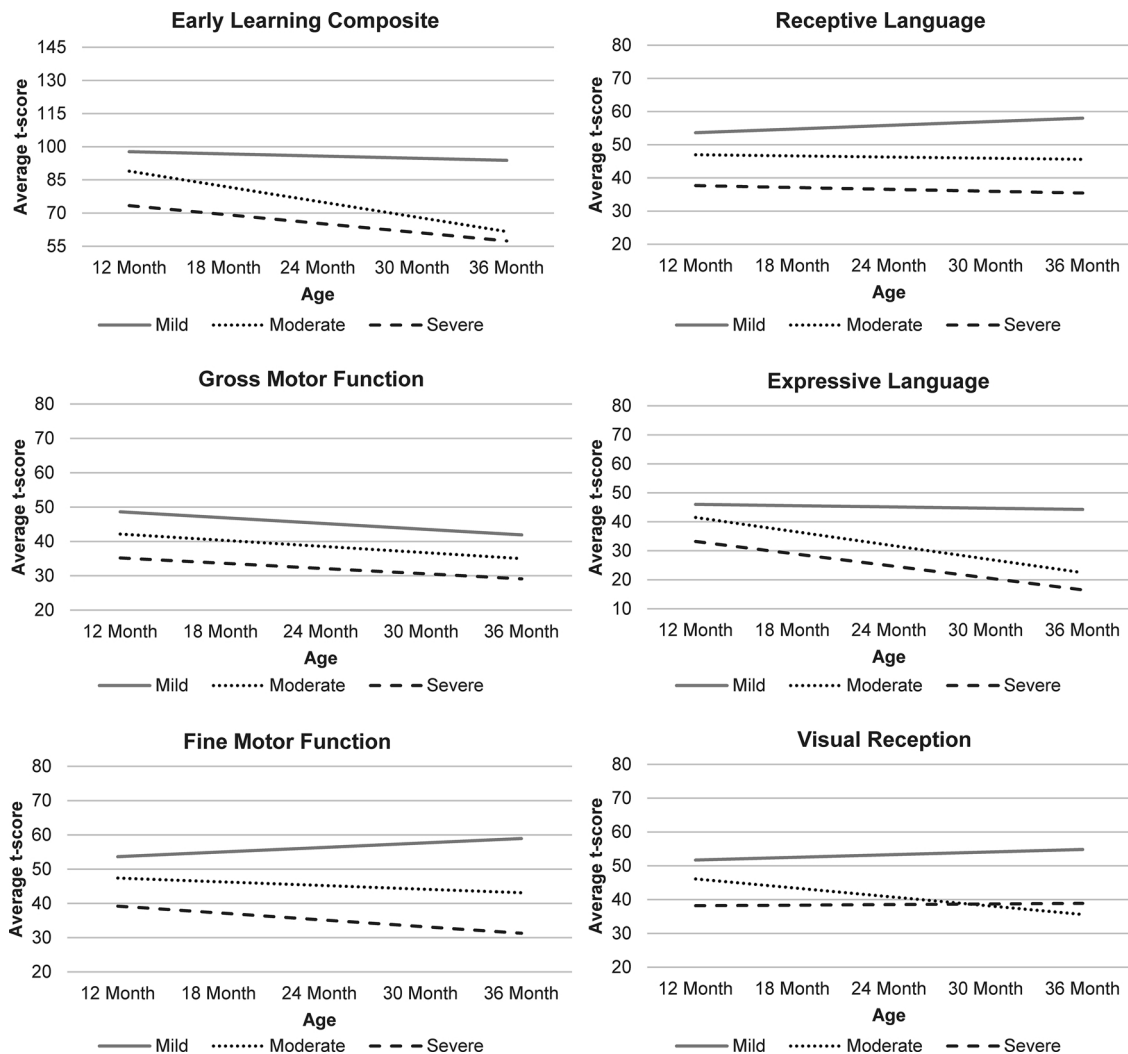 Early Learning Composite
Average t-score
145
130
115
100
85
70
55
12 Month 18 Month 24 Month 30 Month 36 Month
Age
Mild Moderate Severe
Receptive Language
Average t-score
80
70
60
50
40
30
20
12 Month 18 Month 24 Month 30 Month 36 Month
Age
Mild Moderate Severe
Gross Motor Function
Average t-score
80
70
60
50
40
30
20
12 Month 18 Month 24 Month 30 Month 36 Month
Age
Mild Moderate Severe
Expressive Language
Average t-score
80
70
60
50
40
30
20
10
12 Month 18 Month 24 Month 30 Month 36 Month
Age
Mild Moderate Severe
Fine Motor Function
Average t-score
80
70
60
50
40
30
20
12 Month 18 Month 24 Month 30 Month 36 Month
Age
Mild Moderate Severe
Visual Reception
Average t-score
80
70
60
50
40
30
20
12 Month 18 Month 24 Month 30 Month 36 Month
Age
Mild Moderate Severe